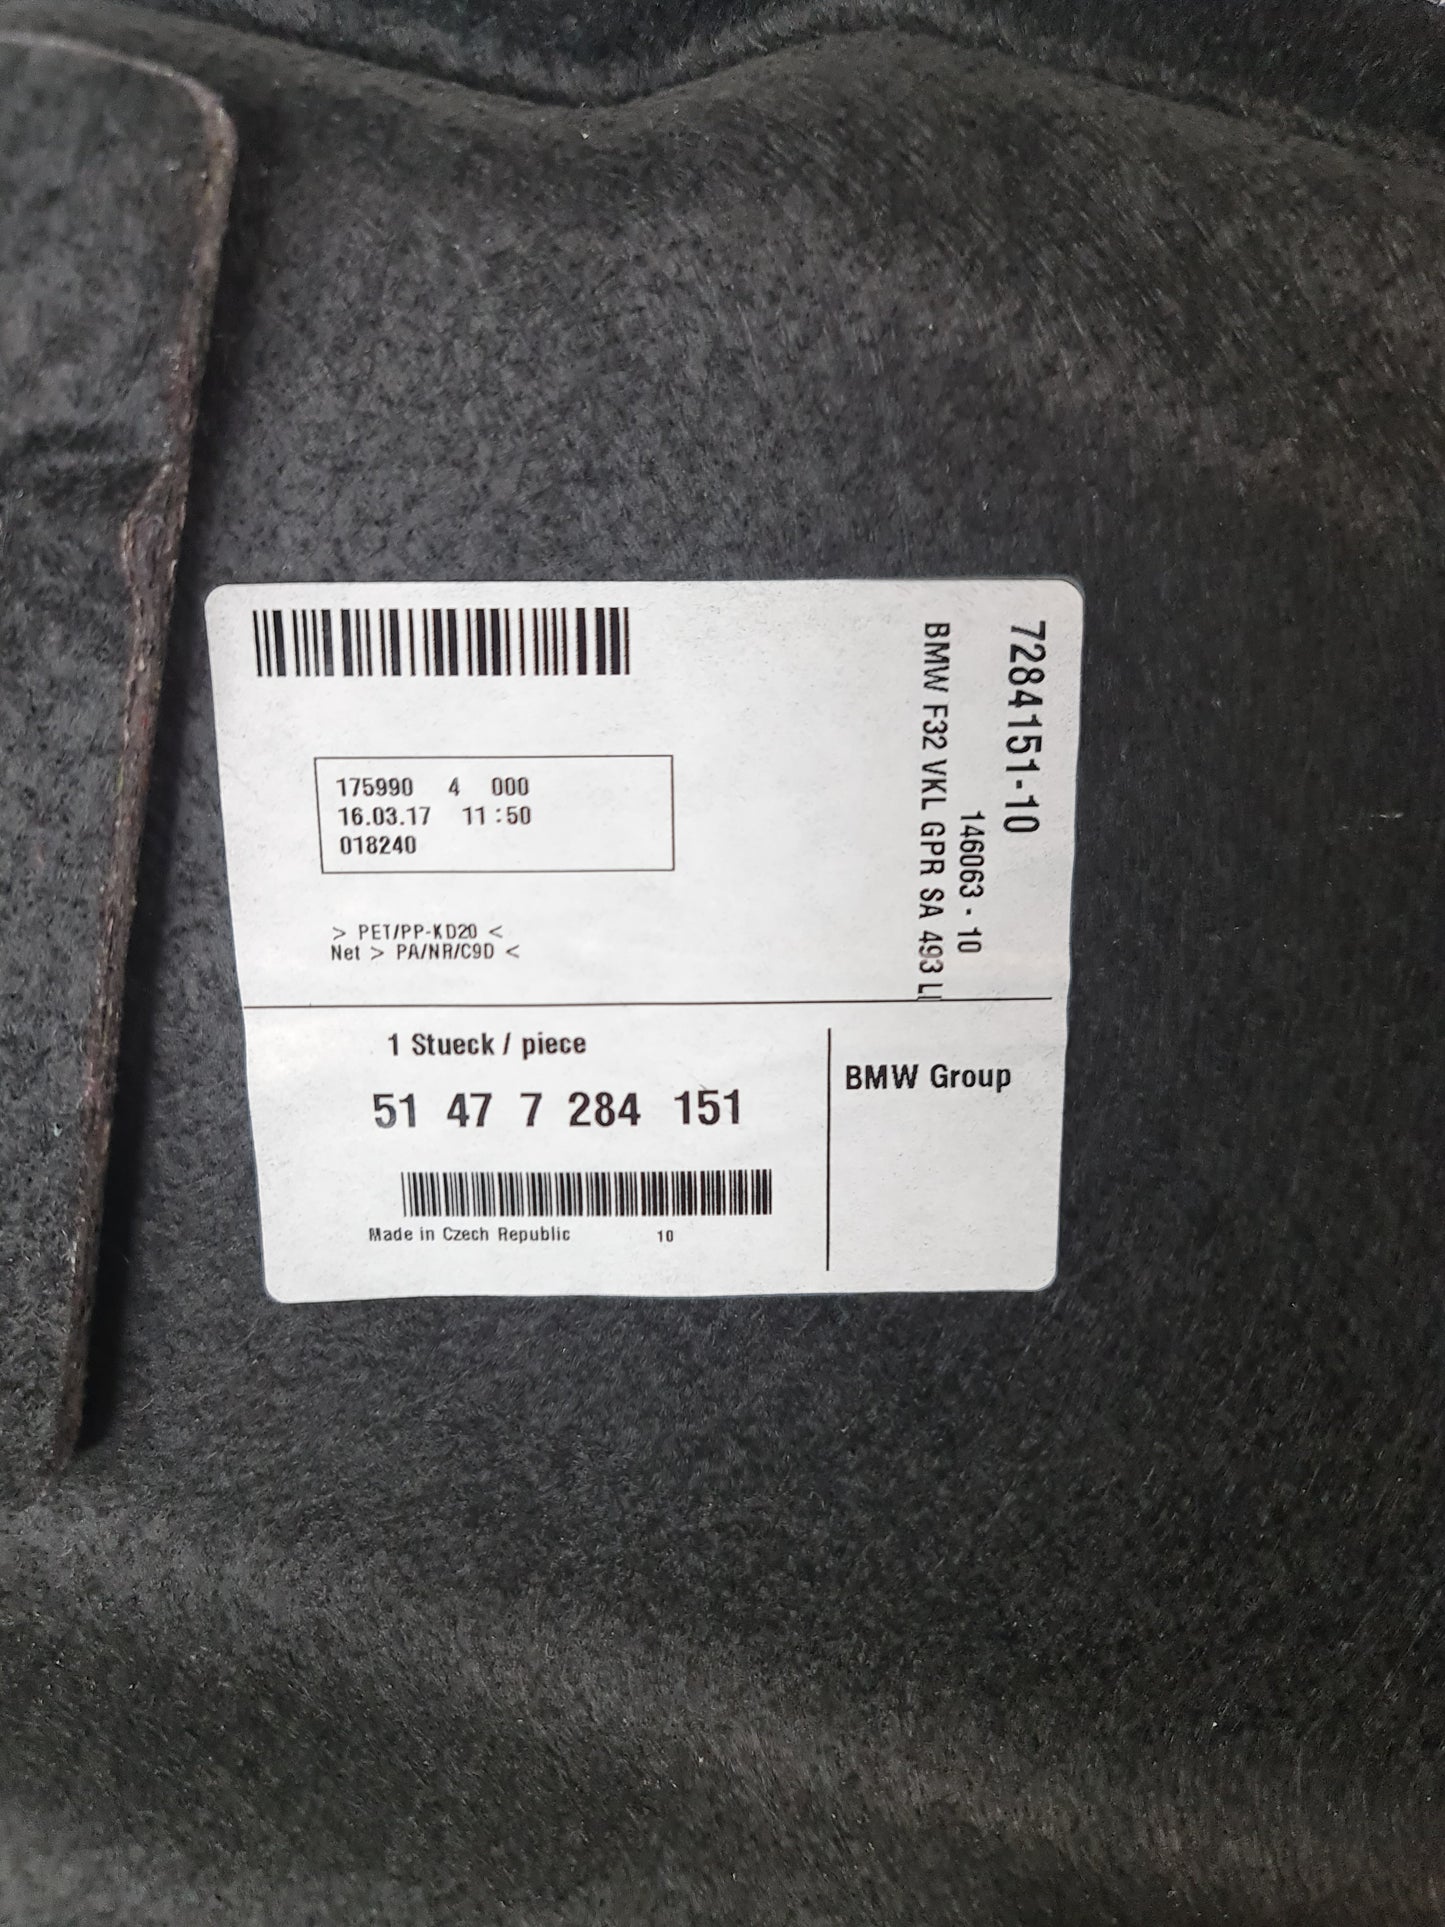 175990 4 000
16.03.17 11:50
018240
> PET/PP-KD20 <
Net > PA/NR/C9D <
7284151-10
146063 - 10
BMW F32 VKL GPR SA 493 LI
1 Stueck / piece
51 47 7 284 151
Made in Czech Republic 10
BMW Group